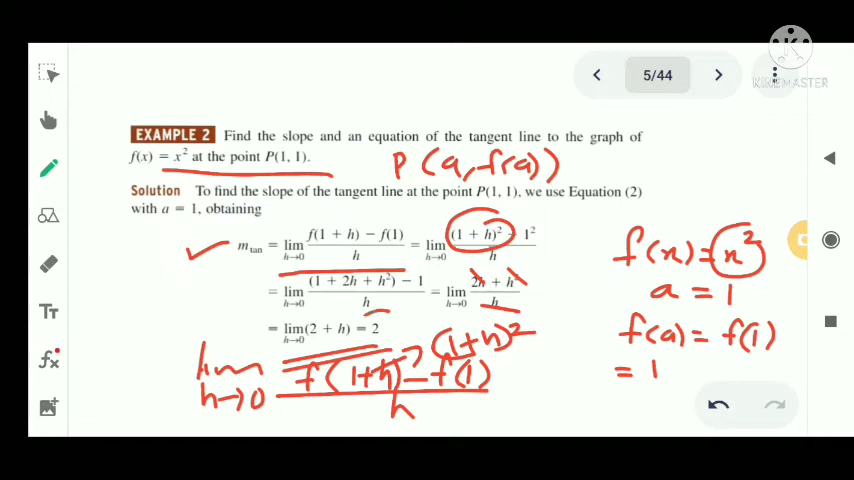 5/44
KINEMASTER
EXAMPLE 2 Find the slope and an equation of the tangent line to the graph of
f(x) = x² at the point P(1, 1).
P (a, f(a))
Solution To find the slope of the tangent line at the point P(1, 1), we use Equation (2)
with a = 1, obtaining
m_tan = lim_{h→0} (f(1 + h) − f(1))/h = lim_{h→0} ((1 + h)² − 1²)/h
= lim_{h→0} ((1 + 2h + h²) − 1)/h = lim_{h→0} (2h + h²)/h
= lim_{h→0} (2 + h) = 2
f(x) = x²
a = 1
f(a) = f(1)
= 1
(1+h)²
lim_{h→0} (f(1+h) − f(1))/h
Tt
fx